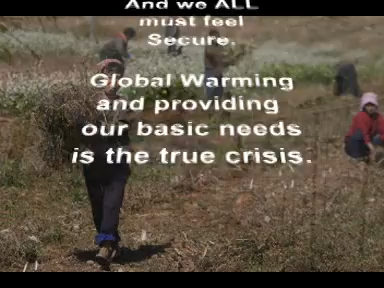 And we ALL
must feel
Secure.
Global Warming
and providing
our basic needs
is the true crisis.